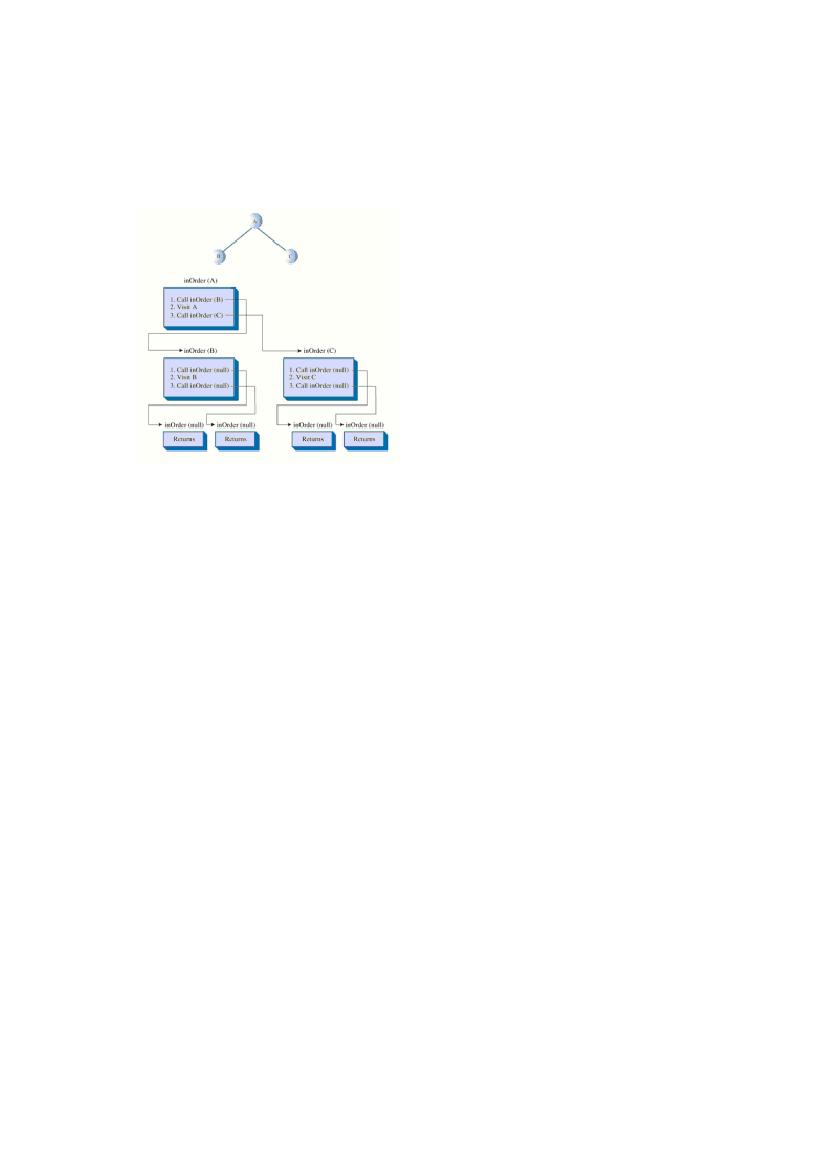 A
B C
inOrder (A)
1. Call inOrder (B)
2. Visit A
3. Call inOrder (C)
inOrder (B)
1. Call inOrder (null)
2. Visit B
3. Call inOrder (null)
inOrder (C)
1. Call inOrder (null)
2. Visit C
3. Call inOrder (null)
inOrder (null) inOrder (null) inOrder (null) inOrder (null)
Returns Returns Returns Returns